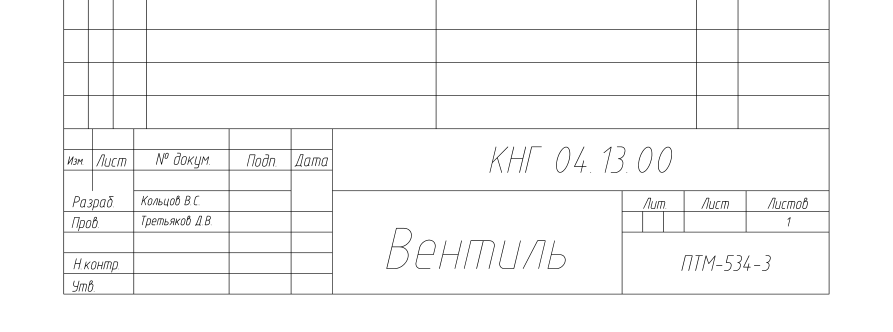 КНГ 04.13.00
Изм Лист № докум. Подп. Дата
Разраб. Кольцов В.С.
Пров. Третьяков Д.В.
Н.контр.
Утв.
Вентиль
Лит. Лист Листов
1
ПТМ-534-3